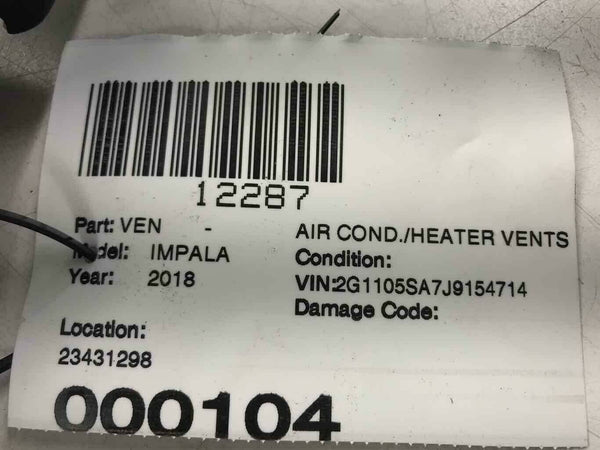 12287
Part: VEN - AIR COND./HEATER VENTS
Model: IMPALA Condition:
Year: 2018 VIN:2G1105SA7J9154714
Damage Code:
Location:
23431298
000104